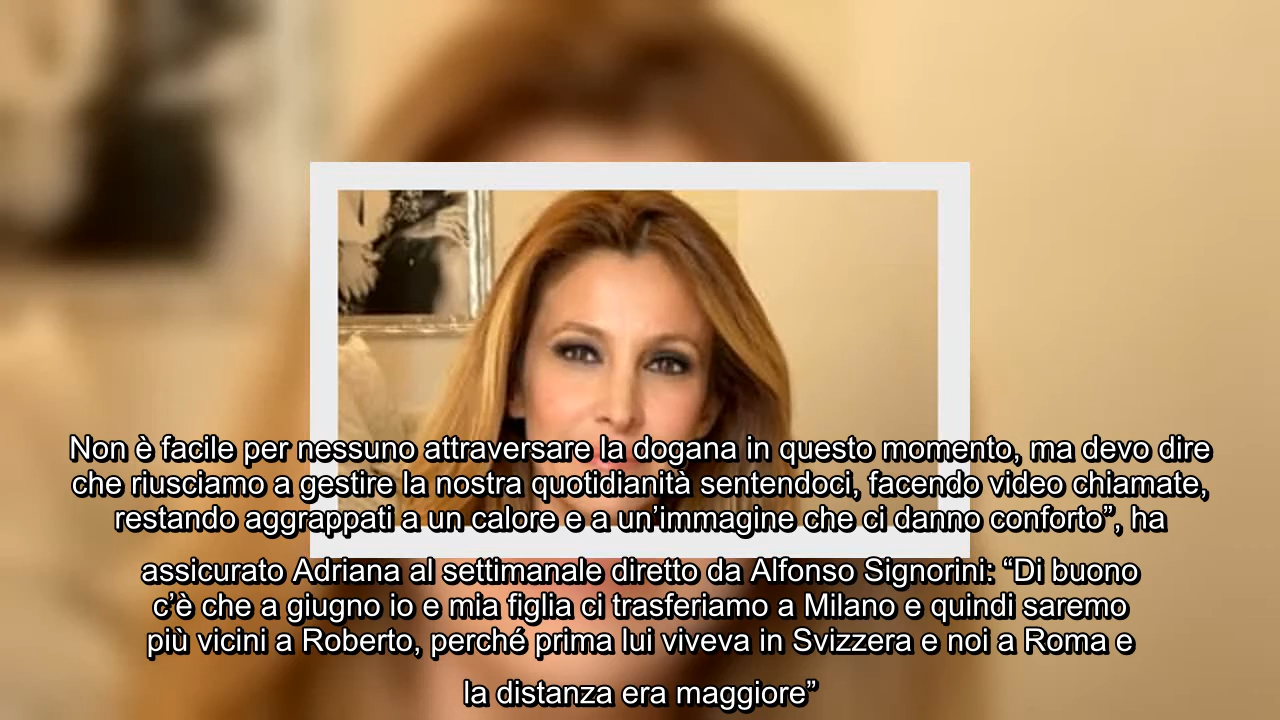 Non è facile per nessuno attraversare la dogana in questo momento, ma devo dire
che riusciamo a gestire la nostra quotidianità sentendoci, facendo video chiamate,
restando aggrappati a un calore e a un’immagine che ci danno conforto”, ha
assicurato Adriana al settimanale diretto da Alfonso Signorini: “Di buono
c’è che a giugno io e mia figlia ci trasferiamo a Milano e quindi saremo
più vicini a Roberto, perché prima lui viveva in Svizzera e noi a Roma e
la distanza era maggiore”